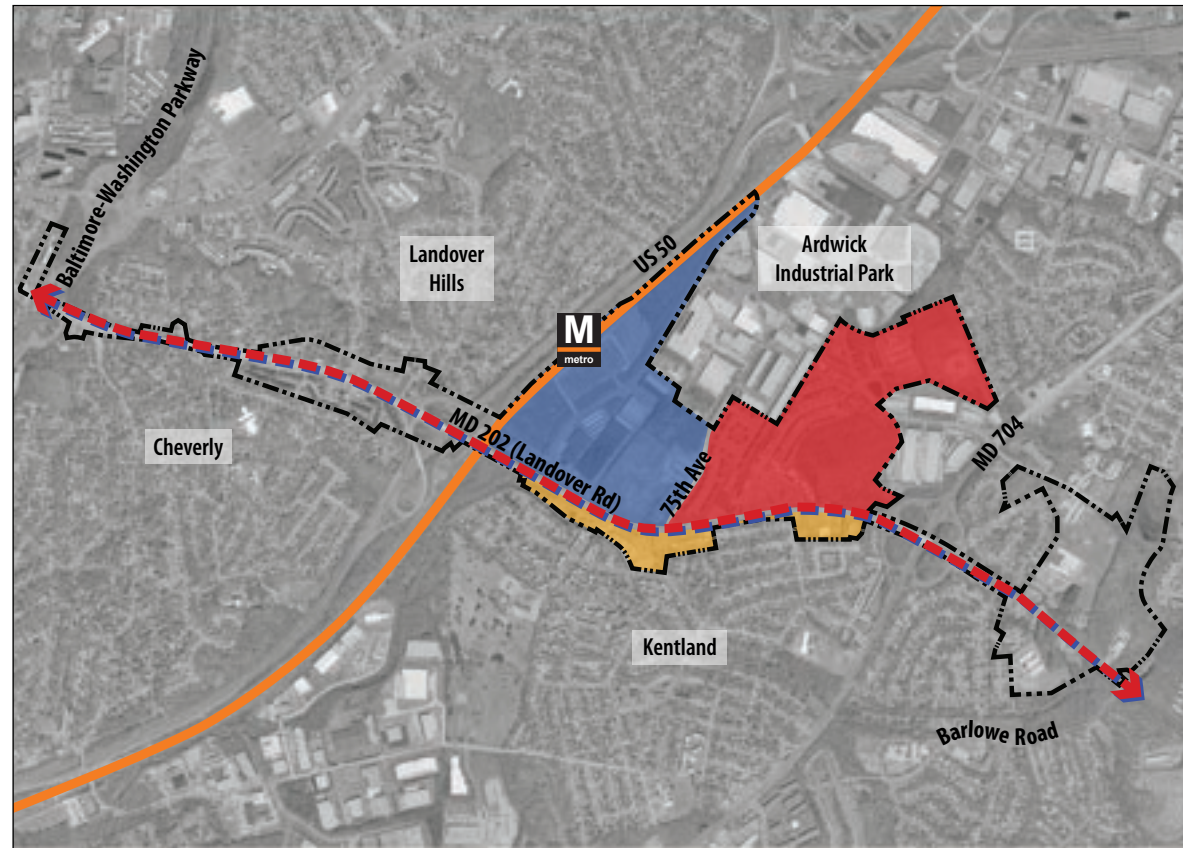 Baltimore-Washington Parkway
Landover
Hills
US 50
Ardwick
Industrial Park
M
metro
Cheverly
MD 202 (Landover Rd)
75th Ave
MD 704
Kentland
Barlowe Road